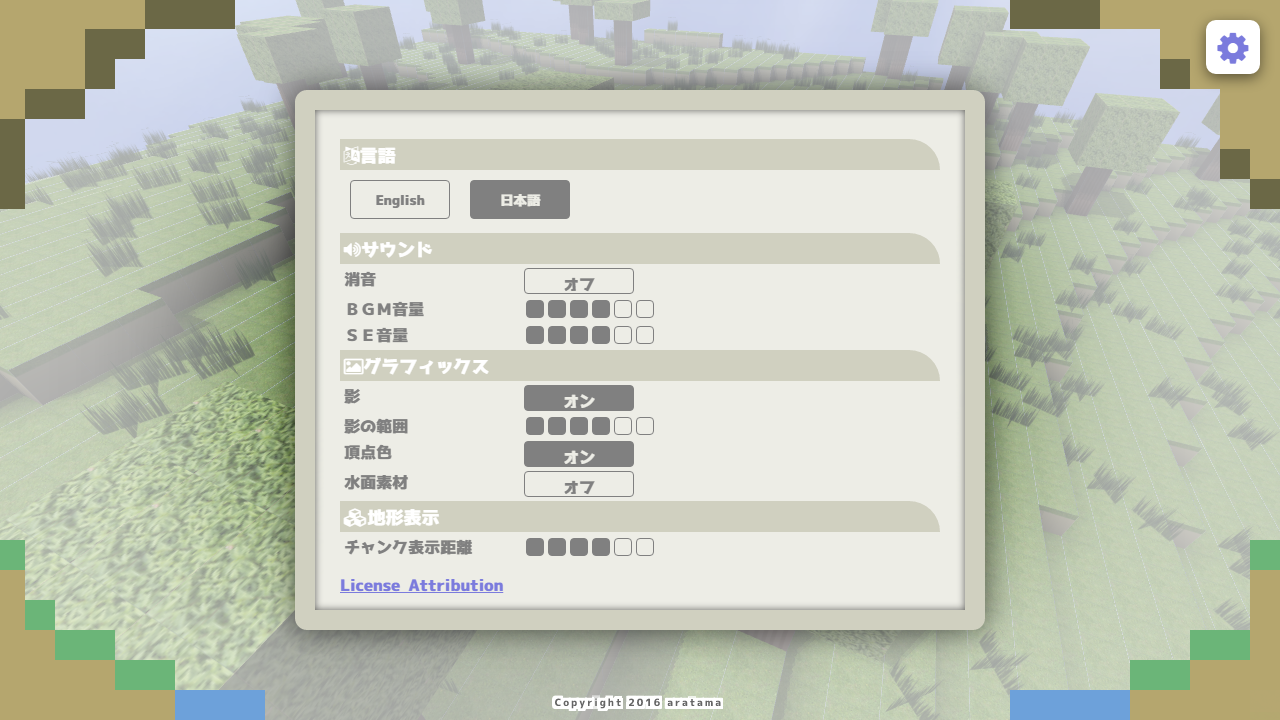 言語
English 日本語
サウンド
消音 オフ
BGM音量
SE音量
グラフィックス
影 オン
影の範囲
頂点色 オン
水面素材 オフ
地形表示
チャンク表示距離
License Attribution
Copyright 2016 aratama